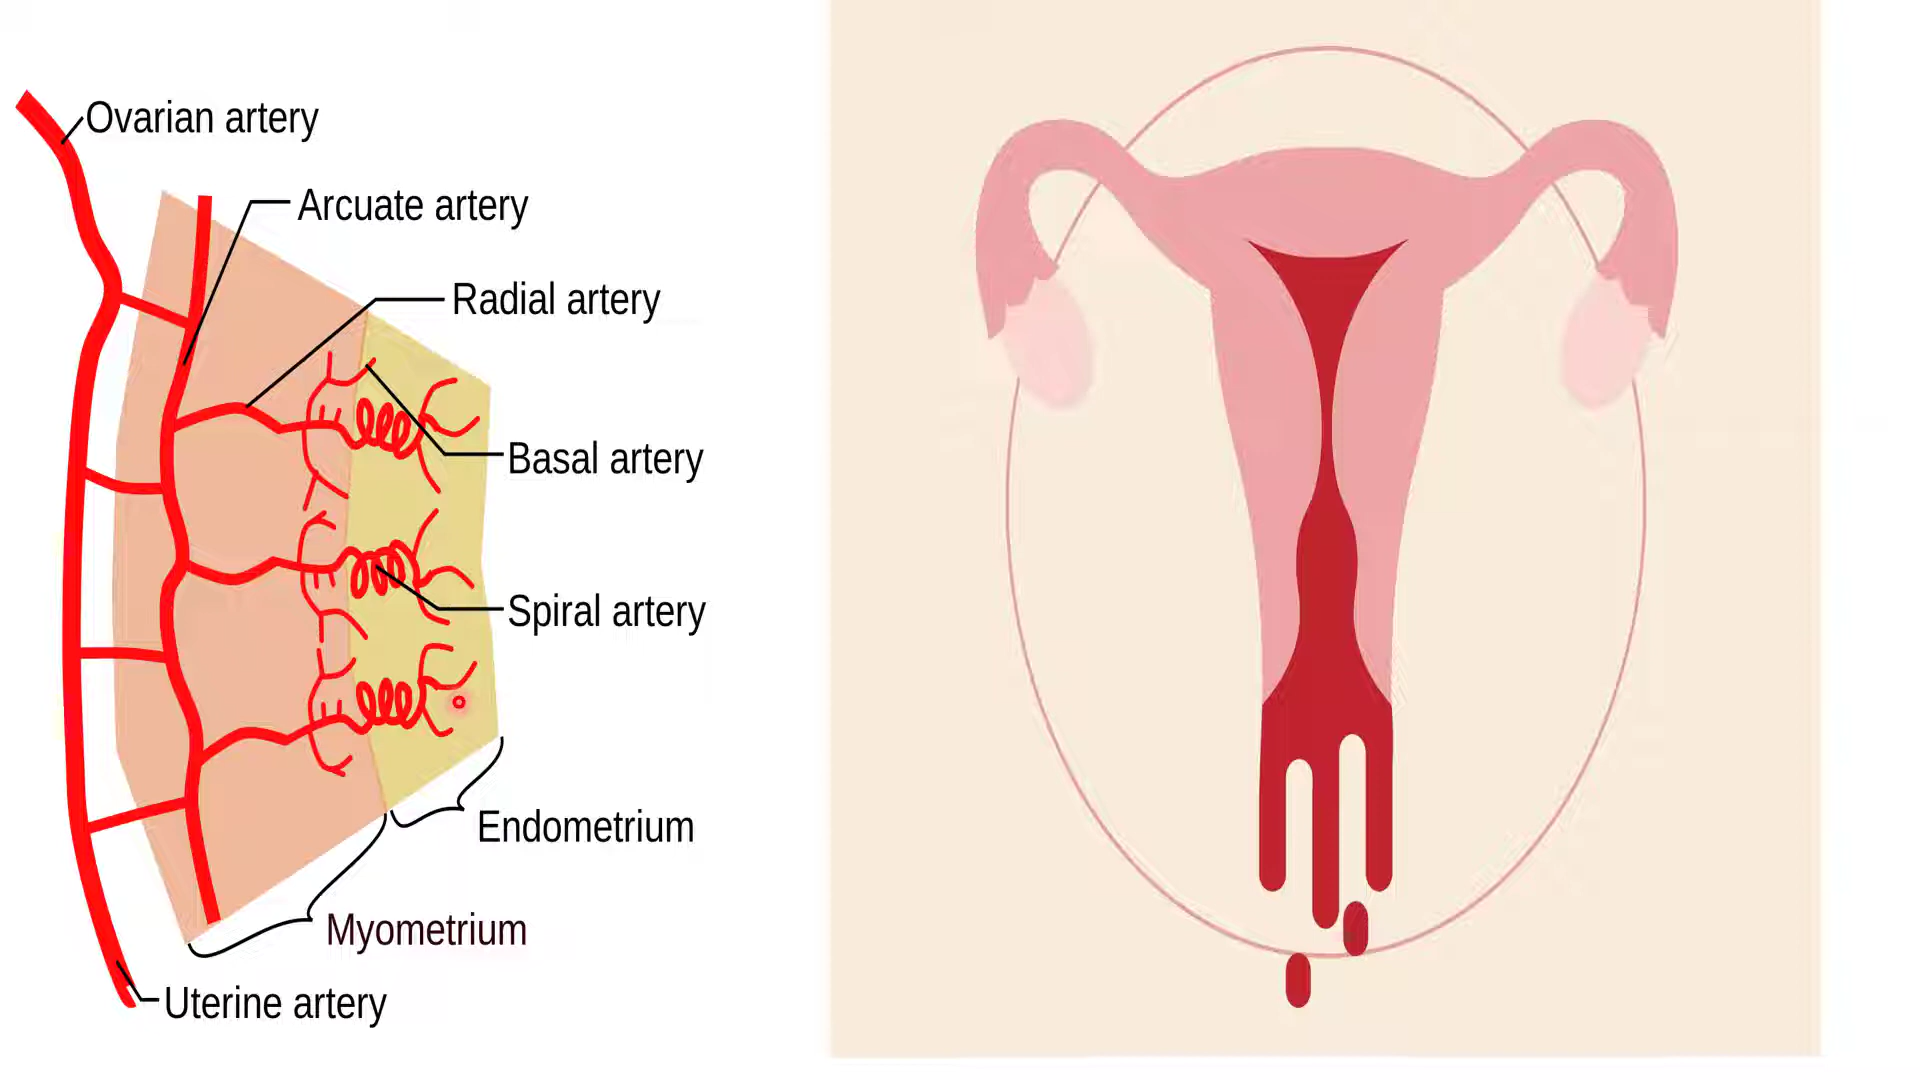 Ovarian artery
Arcuate artery
Radial artery
Basal artery
Spiral artery
Endometrium
Myometrium
Uterine artery